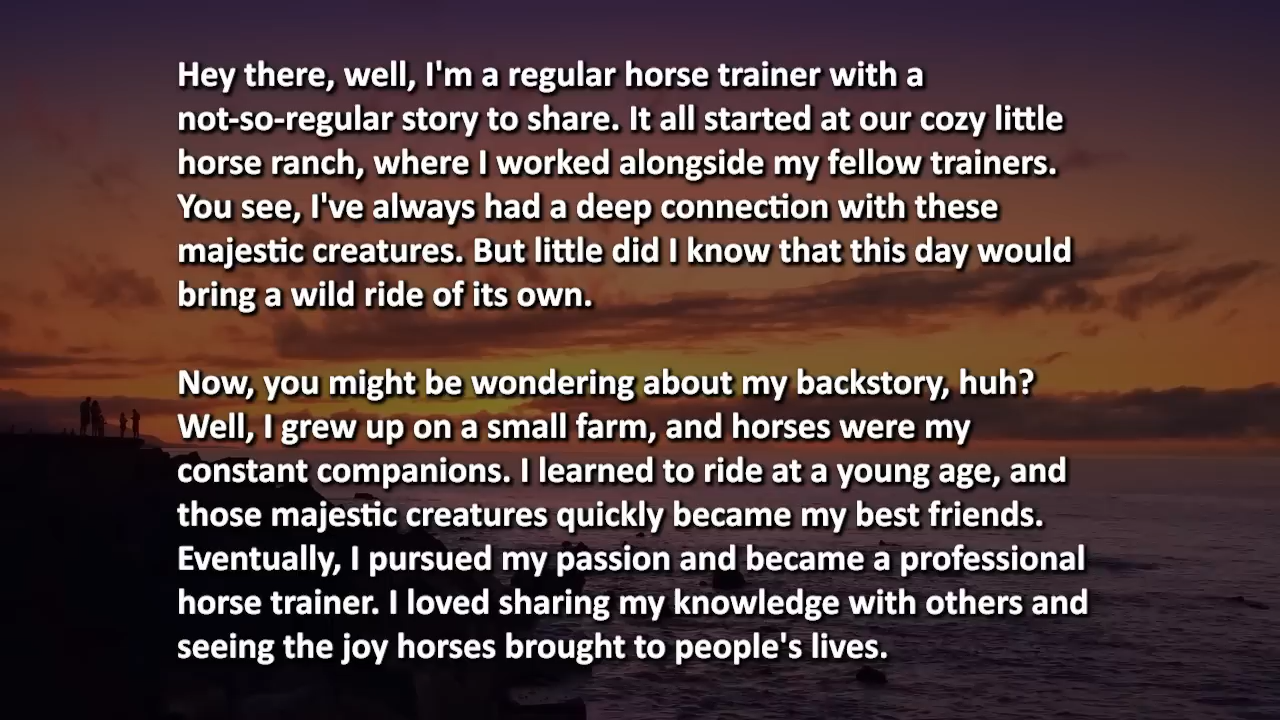 Hey there, well, I'm a regular horse trainer with a
not-so-regular story to share. It all started at our cozy little
horse ranch, where I worked alongside my fellow trainers.
You see, I've always had a deep connection with these
majestic creatures. But little did I know that this day would
bring a wild ride of its own.
Now, you might be wondering about my backstory, huh?
Well, I grew up on a small farm, and horses were my
constant companions. I learned to ride at a young age, and
those majestic creatures quickly became my best friends.
Eventually, I pursued my passion and became a professional
horse trainer. I loved sharing my knowledge with others and
seeing the joy horses brought to people's lives.